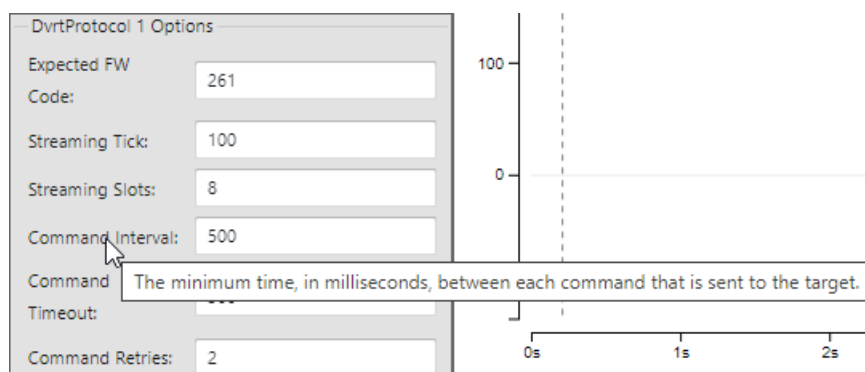 DvrtProtocol 1 Options
Expected FW
Code:
261
Streaming Tick:
100
Streaming Slots:
8
Command Interval:
500
Command
Timeout:
The minimum time, in milliseconds, between each command that is sent to the target.
Command Retries:
2
100
0
0s
1s
2s